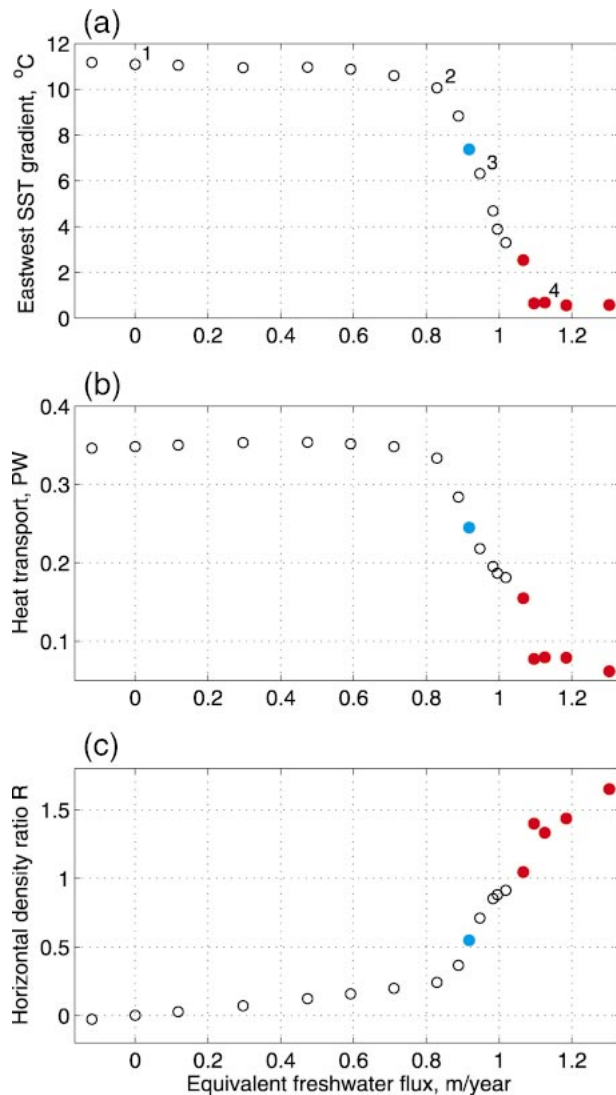 (a)
Eastwest SST gradient, °C
12
10
8
6
4
2
0
1
2
3
4
0 0.2 0.4 0.6 0.8 1 1.2
(b)
Heat transport, PW
0.4
0.3
0.2
0.1
0 0.2 0.4 0.6 0.8 1 1.2
(c)
Horizontal density ratio R
1.5
1
0.5
0
0 0.2 0.4 0.6 0.8 1 1.2
Equivalent freshwater flux, m/year